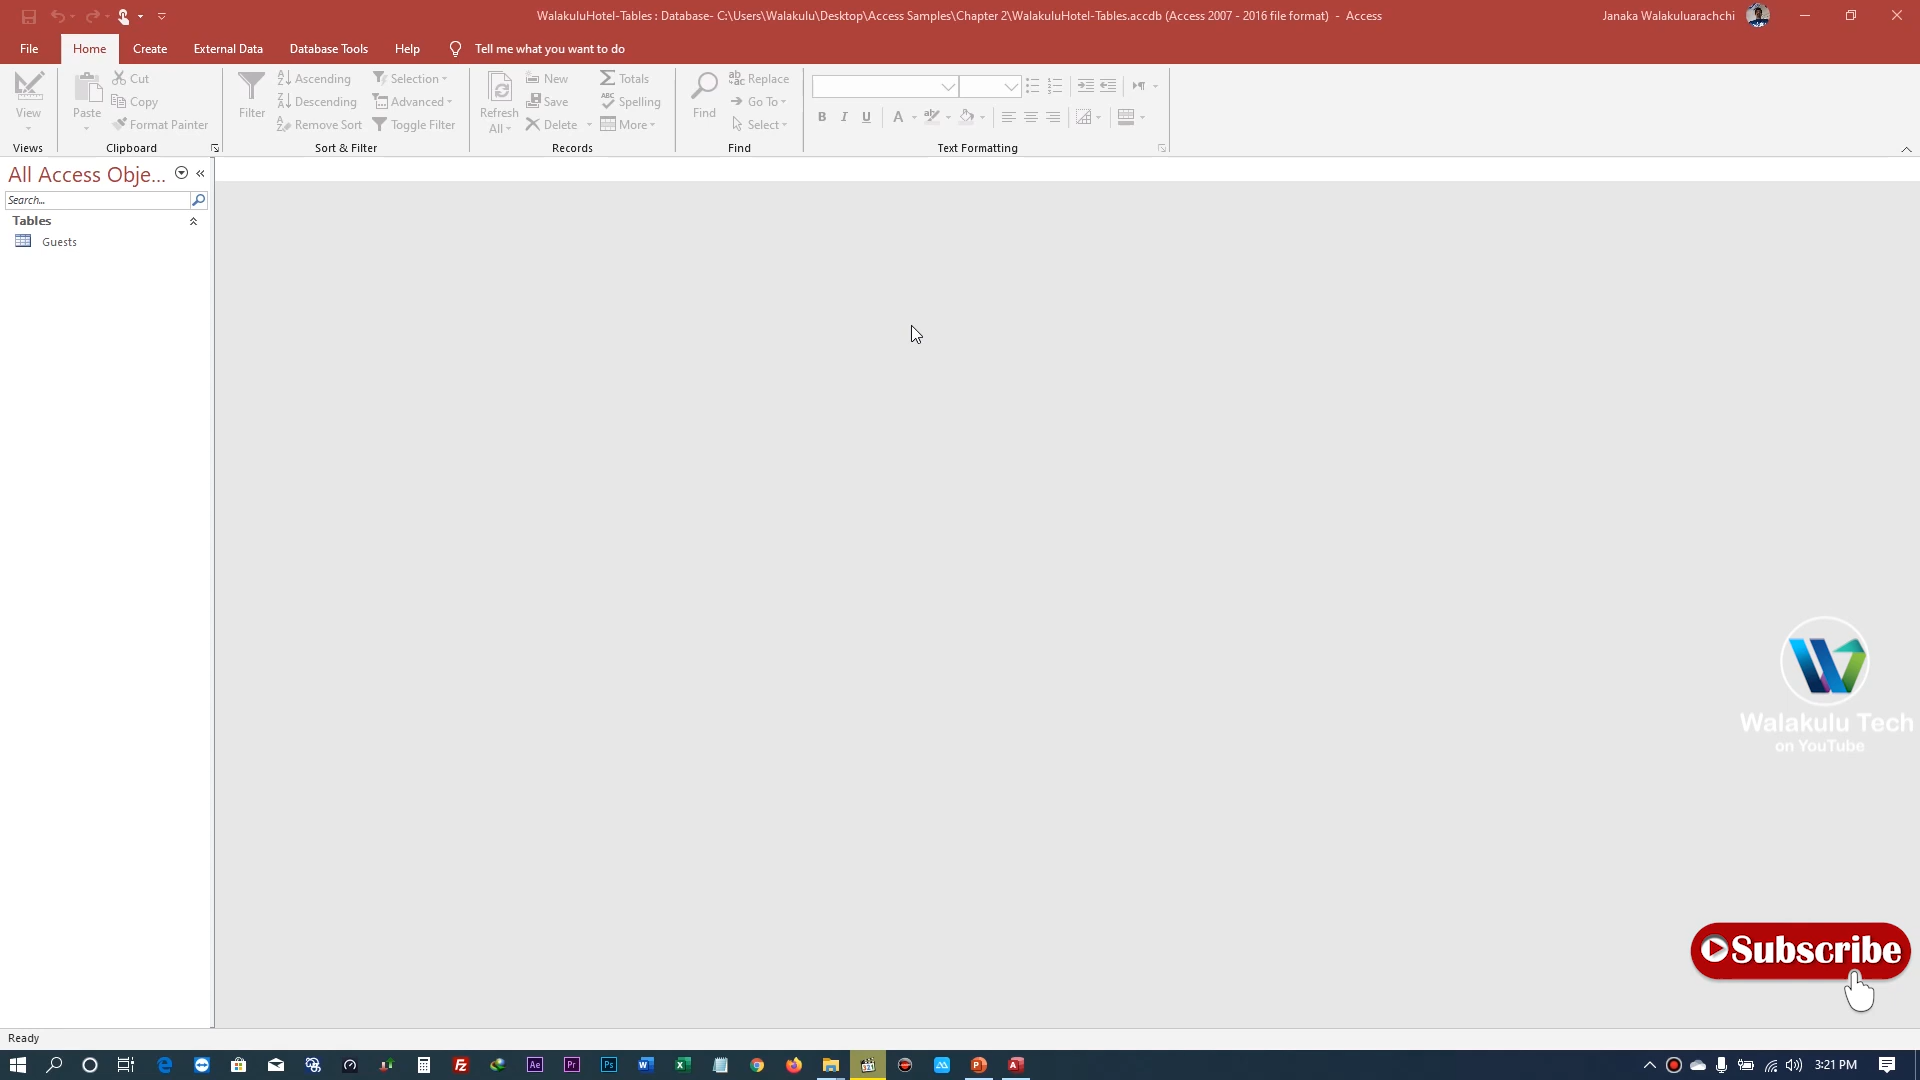 WalakuluHotel-Tables : Database- C:\Users\Walakulu\Desktop\Access Samples\Chapter 2\WalakuluHotel-Tables.accdb (Access 2007 - 2016 file format) - Access
Janaka Walakuluarachchi
File Home Create External Data Database Tools Help Tell me what you want to do
View
Views
Paste
Cut
Copy
Format Painter
Clipboard
Filter
Ascending
Descending
Remove Sort
Selection
Advanced
Toggle Filter
Sort & Filter
Refresh
All
New
Save
Delete
Totals
Spelling
More
Records
Find
Replace
Go To
Select
Find
B I U A
Text Formatting
All Access Obje...
Search...
Tables
Guests
Walakulu Tech
on YouTube
Subscribe
Ready
Ae Pr Ps
3:21 PM